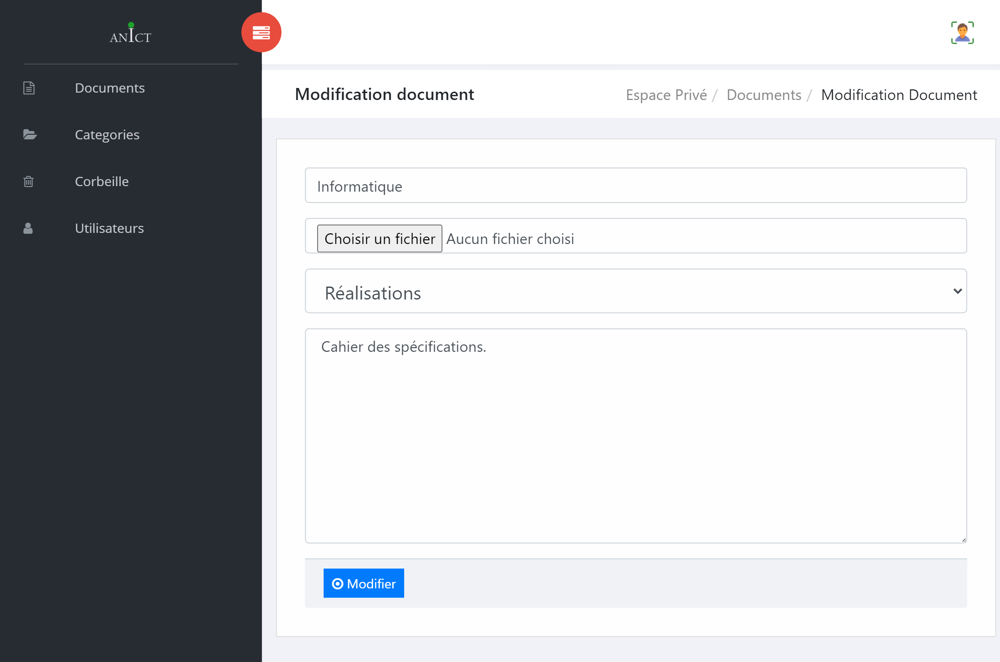 ANICT
Documents
Categories
Corbeille
Utilisateurs
Modification document
Espace Privé / Documents / Modification Document
Informatique
Choisir un fichier Aucun fichier choisi
Réalisations
Cahier des spécifications.
Modifier